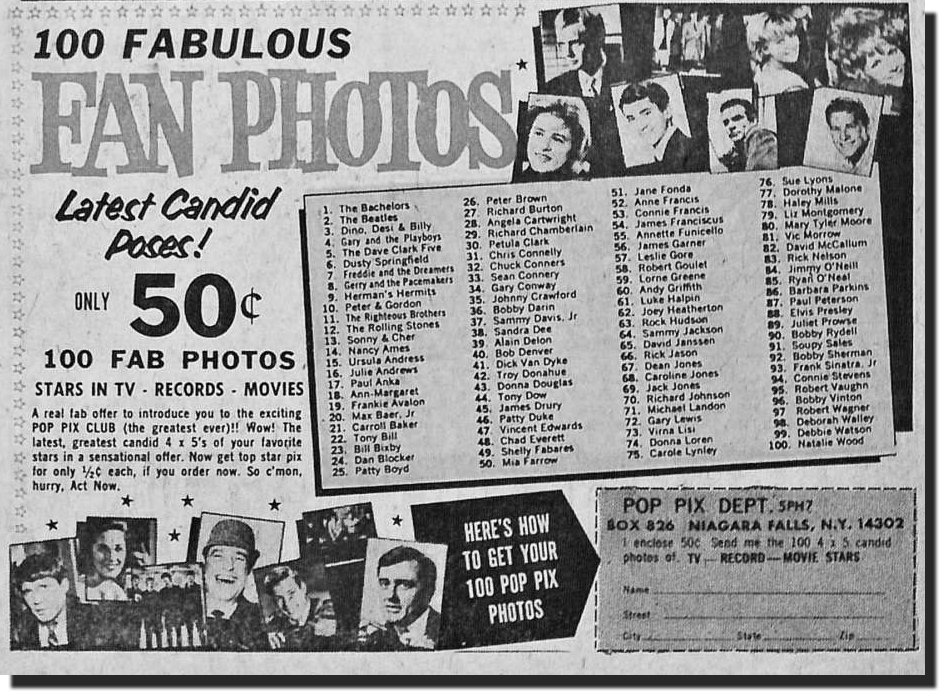 100 FABULOUS
FAN PHOTOS
Latest Candid
Poses!
ONLY 50¢
100 FAB PHOTOS
STARS IN TV - RECORDS - MOVIES
A real fab offer to introduce you to the exciting
POP PIX CLUB (the greatest ever)!! Wow! The
latest, greatest candid 4 x 5's of your favorite
stars in a sensational offer. Now get top star pix
for only ½¢ each, if you order now. So c'mon,
hurry, Act Now.
1. The Bachelors
2. The Beatles
3. Dino, Desi & Billy
4. Gary and the Playboys
5. The Dave Clark Five
6. Dusty Springfield
7. Freddie and the Dreamers
8. Gerry and the Pacemakers
9. Herman's Hermits
10. Peter & Gordon
11. The Righteous Brothers
12. The Rolling Stones
13. Sonny & Cher
14. Nancy Ames
15. Ursula Andress
16. Julie Andrews
17. Paul Anka
18. Ann-Margaret
19. Frankie Avalon
20. Max Baer, Jr
21. Carroll Baker
22. Tony Bill
23. Bill Bixby
24. Dan Blocker
25. Patty Boyd
26. Peter Brown
27. Richard Burton
28. Angela Cartwright
29. Richard Chamberlain
30. Petula Clark
31. Chris Connelly
32. Chuck Conners
33. Sean Connery
34. Gary Conway
35. Johnny Crawford
36. Bobby Darin
37. Sammy Davis, Jr
38. Sandra Dee
39. Alain Delon
40. Bob Denver
41. Dick Van Dyke
42. Troy Donahue
43. Donna Douglas
44. Tony Dow
45. James Drury
46. Patty Duke
47. Vincent Edwards
48. Chad Everett
49. Shelly Fabares
50. Mia Farrow
51. Jane Fonda
52. Anne Francis
53. Connie Francis
54. James Franciscus
55. Annette Funicello
56. James Garner
57. Leslie Gore
58. Robert Goulet
59. Lorne Greene
60. Andy Griffith
61. Luke Halpin
62. Joey Heatherton
63. Rock Hudson
64. Sammy Jackson
65. David Janssen
66. Rick Jason
67. Dean Jones
68. Caroline Jones
69. Jack Jones
70. Richard Johnson
71. Michael Landon
72. Gary Lewis
73. Virna Lisi
74. Donna Loren
75. Carole Lynley
76. Sue Lyons
77. Dorothy Malone
78. Haley Mills
79. Liz Montgomery
80. Mary Tyler Moore
81. Vic Morrow
82. David McCallum
83. Rick Nelson
84. Jimmy O'Neill
85. Ryan O'Neal
86. Barbara Parkins
87. Paul Peterson
88. Elvis Presley
89. Juliet Prowse
90. Bobby Rydell
91. Soupy Sales
92. Bobby Sherman
93. Frank Sinatra, Jr
94. Connie Stevens
95. Robert Vaughn
96. Bobby Vinton
97. Robert Wagner
98. Deborah Walley
99. Debbie Watson
100. Natalie Wood
HERE'S HOW
TO GET YOUR
100 POP PIX
PHOTOS
POP PIX DEPT. SPH7
BOX 826 NIAGARA FALLS, N.Y. 14302
I enclose 50¢ Send me the 100 4 x 5 candid
photos of. TV — RECORD — MOVIE STARS
Name
Street
City State Zip